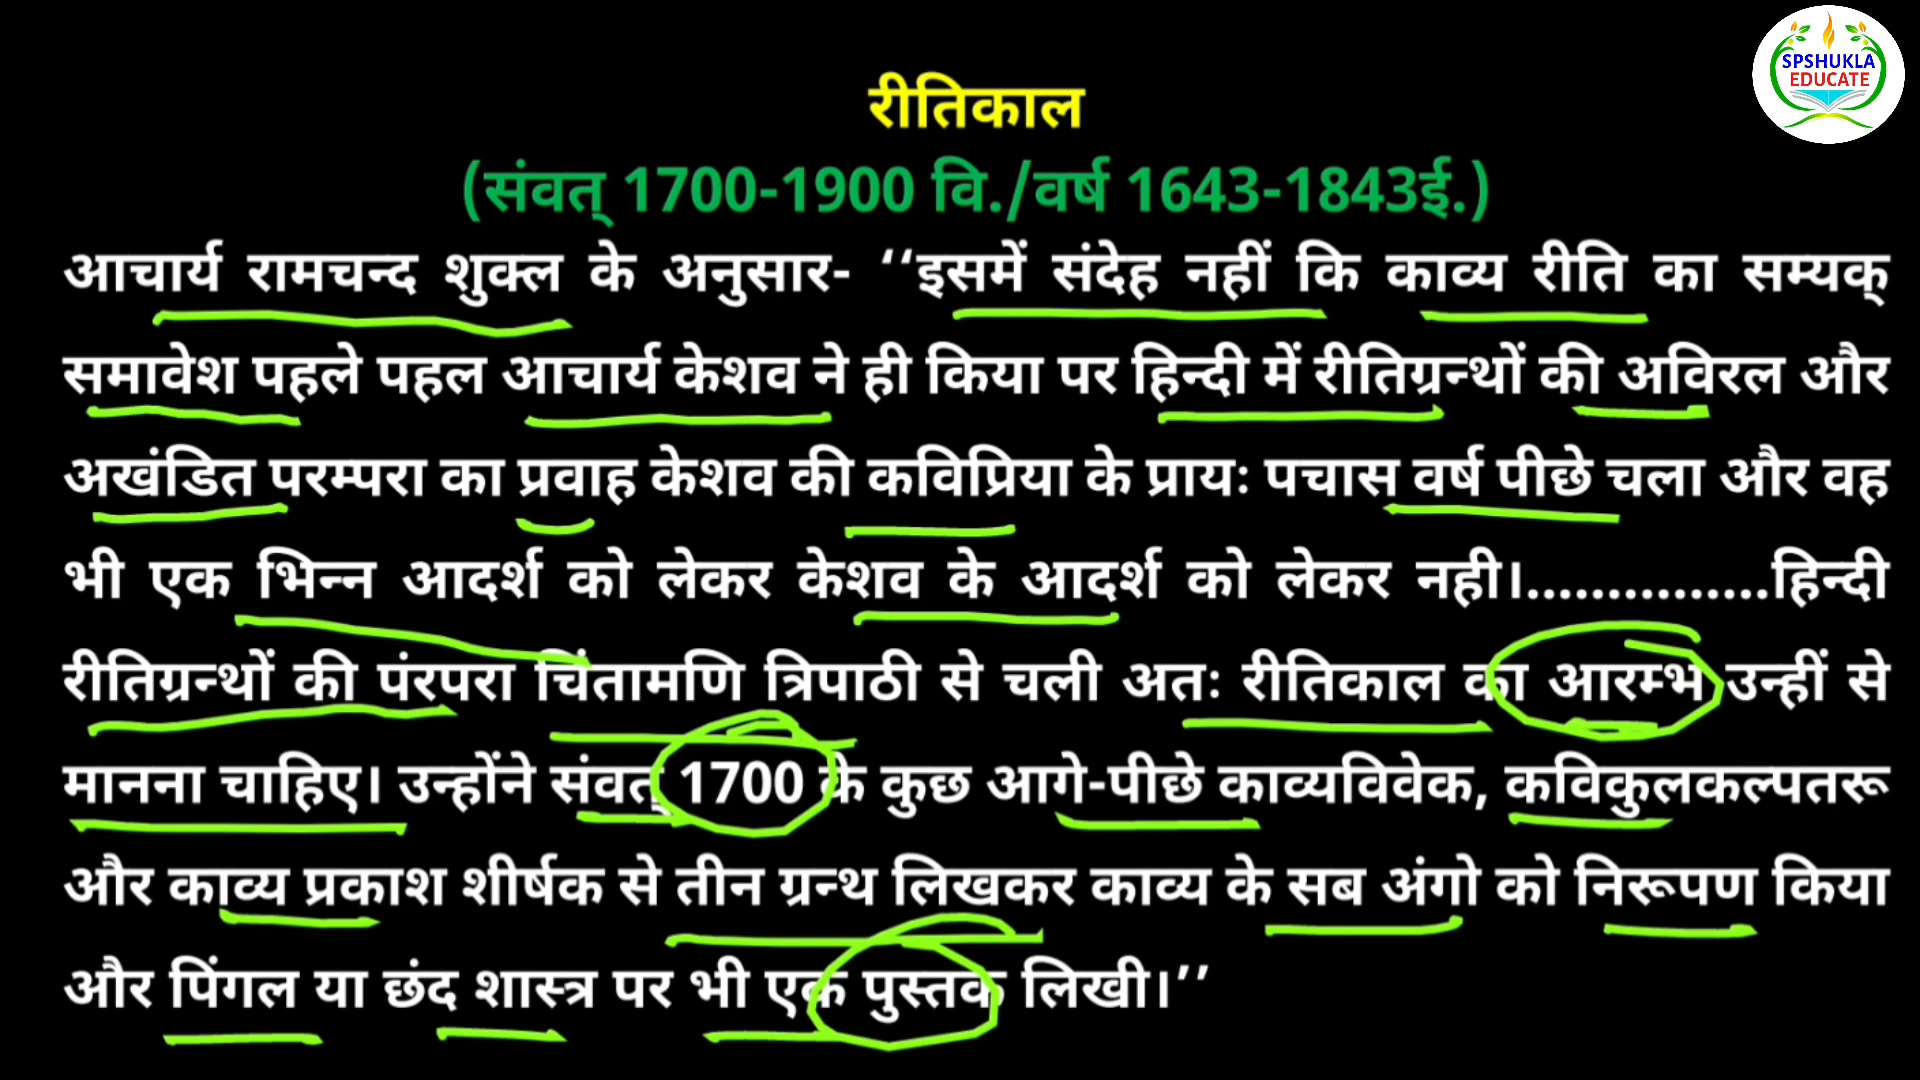 SPSHUKLA
EDUCATE
रीतिकाल
(संवत् 1700-1900 वि./वर्ष 1643-1843ई.)
आचार्य रामचन्द शुक्ल के अनुसार- ‘‘इसमें संदेह नहीं कि काव्य रीति का सम्यक्
समावेश पहले पहल आचार्य केशव ने ही किया पर हिन्दी में रीतिग्रन्थों की अविरल और
अखंडित परम्परा का प्रवाह केशव की कविप्रिया के प्रायः पचास वर्ष पीछे चला और वह
भी एक भिन्न आदर्श को लेकर केशव के आदर्श को लेकर नही।...............हिन्दी
रीतिग्रन्थों की पंरपरा चिंतामणि त्रिपाठी से चली अतः रीतिकाल का आरम्भ उन्हीं से
मानना चाहिए। उन्होंने संवत् 1700 के कुछ आगे-पीछे काव्यविवेक, कविकुलकल्पतरू
और काव्य प्रकाश शीर्षक से तीन ग्रन्थ लिखकर काव्य के सब अंगो को निरूपण किया
और पिंगल या छंद शास्त्र पर भी एक पुस्तक लिखी।’’